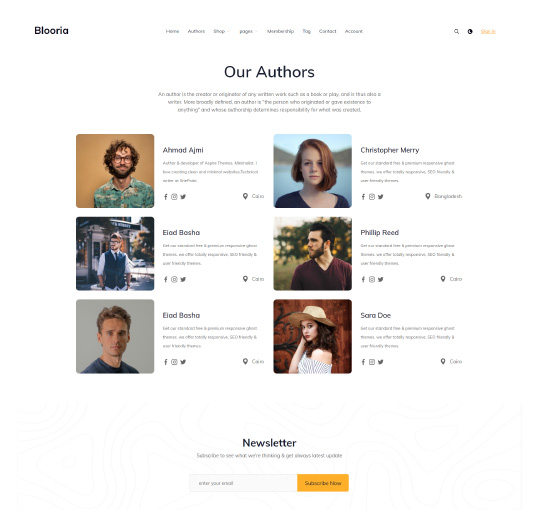 Blooria
Home Authors Shop pages Membership Tag Contact Account
Sign in
Our Authors
An author is the creator or originator of any written work such as a book or play, and is thus also a
writer. More broadly defined, an author is "the person who originated or gave existence to
anything" and whose authorship determines responsibility for what was created.
Ahmad Ajmi
Author & developer of Aspire Themes, Minimalist. I
love creating clean and minimal websites.Technical
writer at SitePoint.
Cairo
Christopher Merry
Get our standard free & premium responsive ghost
themes. we offer totally responsive, SEO friendly &
user friendly themes.
Bangladesh
Eiad Basha
Get our standard free & premium responsive ghost
themes. we offer totally responsive, SEO friendly &
user friendly themes.
Cairo
Phillip Reed
Get our standard free & premium responsive ghost
themes. we offer totally responsive, SEO friendly &
user friendly themes.
Cairo
Eiad Basha
Get our standard free & premium responsive ghost
themes. we offer totally responsive, SEO friendly &
user friendly themes.
Cairo
Sara Doe
Get our standard free & premium responsive ghost
themes. we offer totally responsive, SEO friendly &
user friendly themes.
Cairo
Newsletter
Subscribe to see what we're thinking & get always latest update
enter your email
Subscribe Now